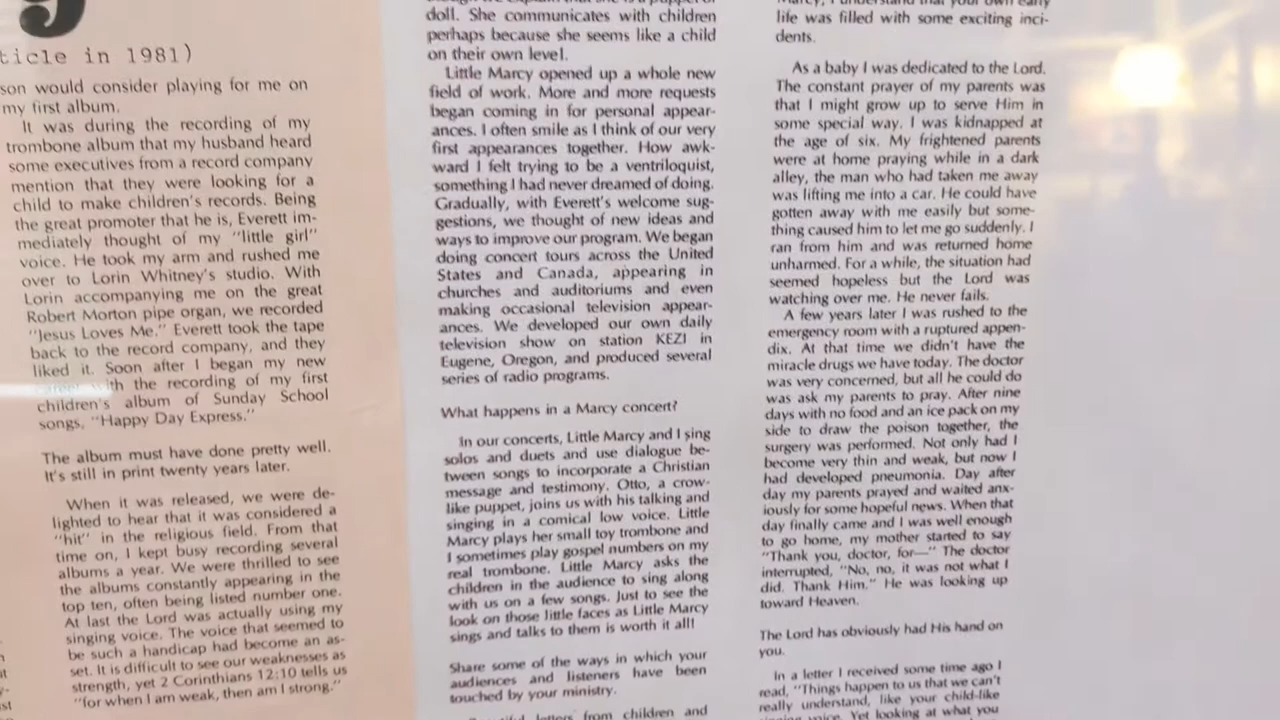 g
ticle in 1981)
son would consider playing for me on
my first album.
It was during the recording of my
trombone album that my husband heard
some executives from a record company
mention that they were looking for a
child to make children's records. Being
the great promoter that he is, Everett im-
mediately thought of my "little girl"
voice. He took my arm and rushed me
over to Lorin Whitney's studio. With
Lorin accompanying me on the great
Robert Morton pipe organ, we recorded
"Jesus Loves Me." Everett took the tape
back to the record company, and they
liked it. Soon after I began my new
with the recording of my first
children's album of Sunday School
songs, "Happy Day Express."
The album must have done pretty well.
It's still in print twenty years later.
When it was released, we were de-
lighted to hear that it was considered a
"hit" in the religious field. From that
time on, I kept busy recording several
albums a year. We were thrilled to see
the albums constantly appearing in the
top ten, often being listed number one.
At last the Lord was actually using my
singing voice. The voice that seemed to
be such a handicap had become an as-
set. It is difficult to see our weaknesses as
strength, yet 2 Corinthians 12:10 tells us
"for when I am weak, then am I strong."
doll. She communicates with children
perhaps because she seems like a child
on their own level.
Little Marcy opened up a whole new
field of work. More and more requests
began coming in for personal appear-
ances. I often smile as I think of our very
first appearances together. How awk-
ward I felt trying to be a ventriloquist,
something I had never dreamed of doing.
Gradually, with Everett's welcome sug-
gestions, we thought of new ideas and
ways to improve our program. We began
doing concert tours across the United
States and Canada, appearing in
churches and auditoriums and even
making occasional television appear-
ances. We developed our own daily
television show on station KEZI in
Eugene, Oregon, and produced several
series of radio programs.
What happens in a Marcy concert?
In our concerts, Little Marcy and I sing
solos and duets and use dialogue be-
tween songs to incorporate a Christian
message and testimony. Otto, a crow-
like puppet, joins us with his talking and
singing in a comical low voice. Little
Marcy plays her small toy trombone and
I sometimes play gospel numbers on my
real trombone. Little Marcy asks the
children in the audience to sing along
with us on a few songs. Just to see the
look on those little faces as Little Marcy
sings and talks to them is worth it all!
Share some of the ways in which your
audiences and listeners have been
touched by your ministry.
letters from children and
Marcy, I understand that your own early
life was filled with some exciting inci-
dents.
As a baby I was dedicated to the Lord.
The constant prayer of my parents was
that I might grow up to serve Him in
some special way. I was kidnapped at
the age of six. My frightened parents
were at home praying while in a dark
alley, the man who had taken me away
was lifting me into a car. He could have
gotten away with me easily but some-
thing caused him to let me go suddenly. I
ran from him and was returned home
unharmed. For a while, the situation had
seemed hopeless but the Lord was
watching over me. He never fails.
A few years later I was rushed to the
emergency room with a ruptured appen-
dix. At that time we didn't have the
miracle drugs we have today. The doctor
was very concerned, but all he could do
was ask my parents to pray. After nine
days with no food and an ice pack on my
side to draw the poison together, the
surgery was performed. Not only had I
become very thin and weak, but now I
had developed pneumonia. Day after
day my parents prayed and waited anx-
iously for some hopeful news. When that
day finally came and I was well enough
to go home, my mother started to say
"Thank you, doctor, for—" The doctor
interrupted, "No, no, it was not what I
did. Thank Him." He was looking up
toward Heaven.
The Lord has obviously had His hand on
you.
In a letter I received some time ago I
read, "Things happen to us that we can't
really understand, like your child-like
voice. Yet looking at what you